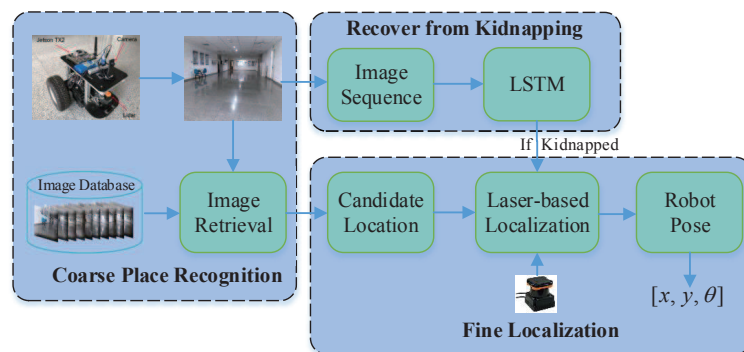 Jetson TX2
Camera
Lidar
Recover from Kidnapping
Image
Sequence
LSTM
If Kidnapped
Image Database
Image
Retrieval
Candidate
Location
Laser-based
Localization
Robot
Pose
Coarse Place Recognition
[x, y, θ]
Fine Localization